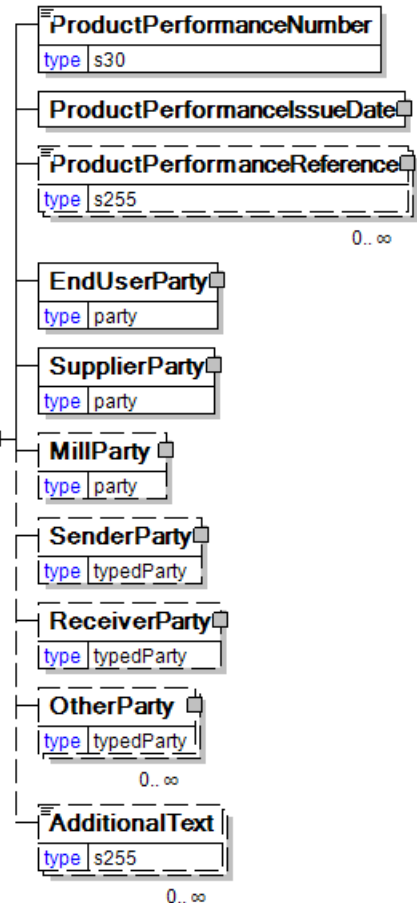 ProductPerformanceNumber
type s30
ProductPerformanceIssueDate
ProductPerformanceReference
type s255
0.. ∞
EndUserParty
type party
SupplierParty
type party
MillParty
type party
SenderParty
type typedParty
ReceiverParty
type typedParty
OtherParty
type typedParty
0.. ∞
AdditionalText
type s255
0.. ∞